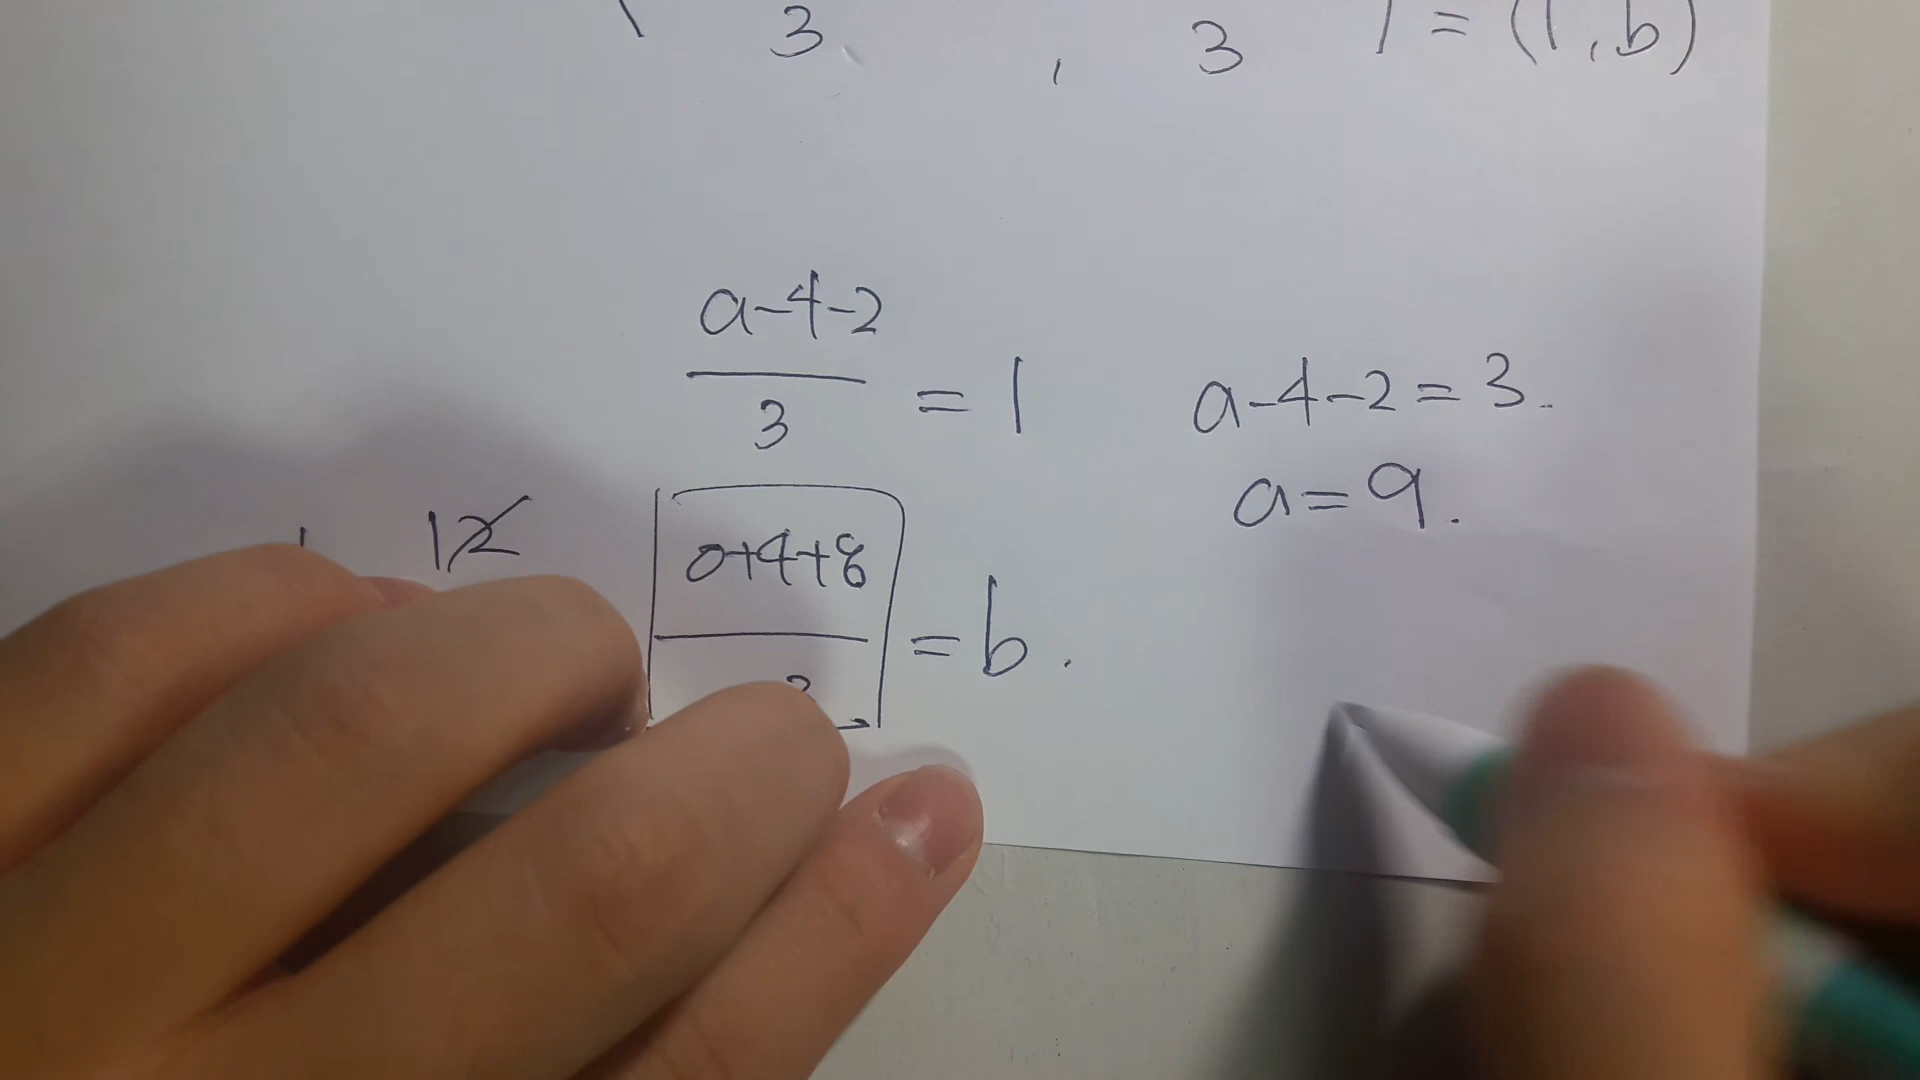 3 , 3 ) = (1, b)
a-4-2
3
= 1
a-4-2=3.
a=9.
12
0+4+8
= b.